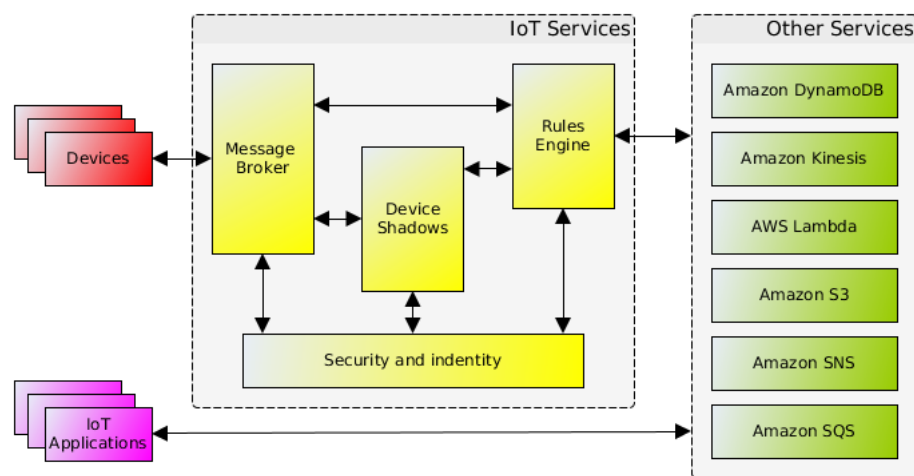 IoT Services
Other Services
Devices
Message
Broker
Device
Shadows
Rules
Engine
Security and indentity
IoT
Applications
Amazon DynamoDB
Amazon Kinesis
AWS Lambda
Amazon S3
Amazon SNS
Amazon SQS